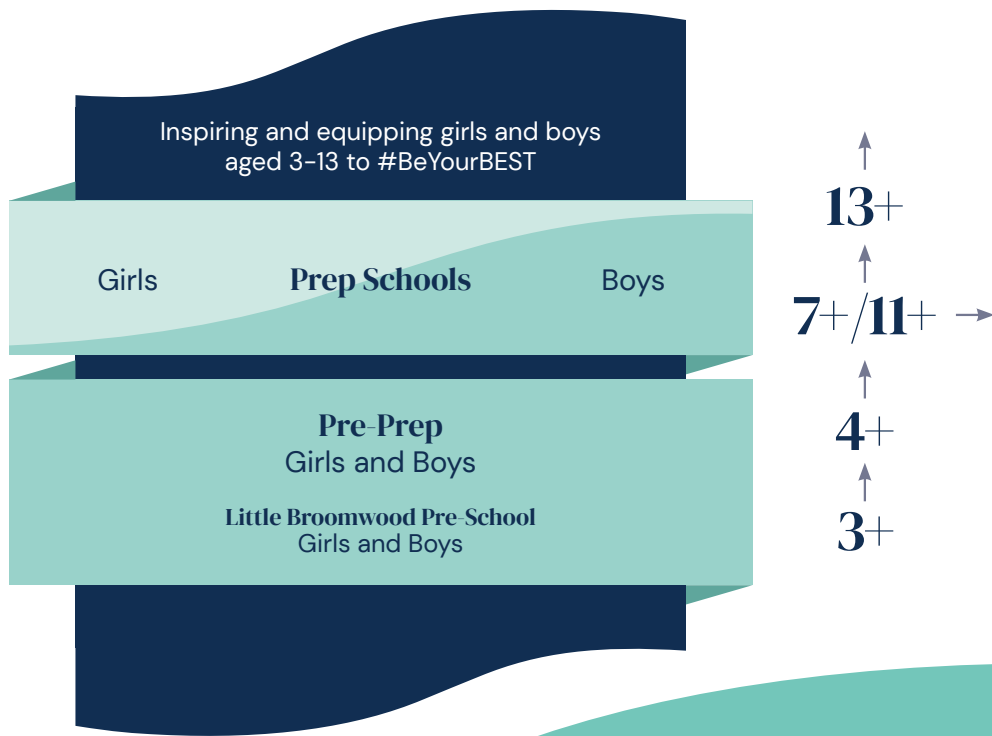 Inspiring and equipping girls and boys
aged 3-13 to #BeYourBEST
Girls
Prep Schools
Boys
Pre-Prep
Girls and Boys
Little Broomwood Pre-School
Girls and Boys
13+
7+/11+
4+
3+